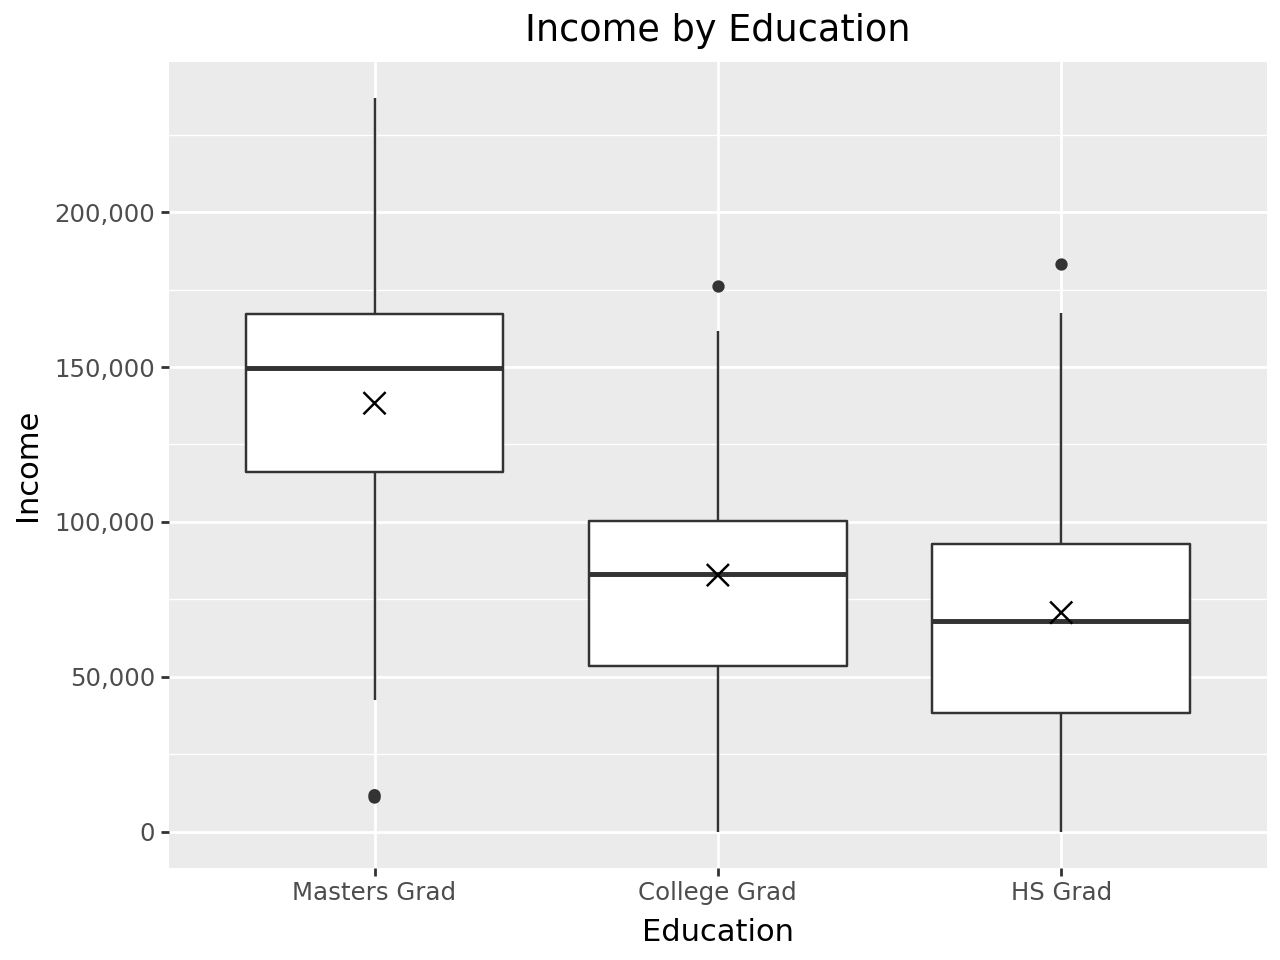 Income by Education
Income
200,000
150,000
100,000
50,000
0
Masters Grad
College Grad
HS Grad
Education